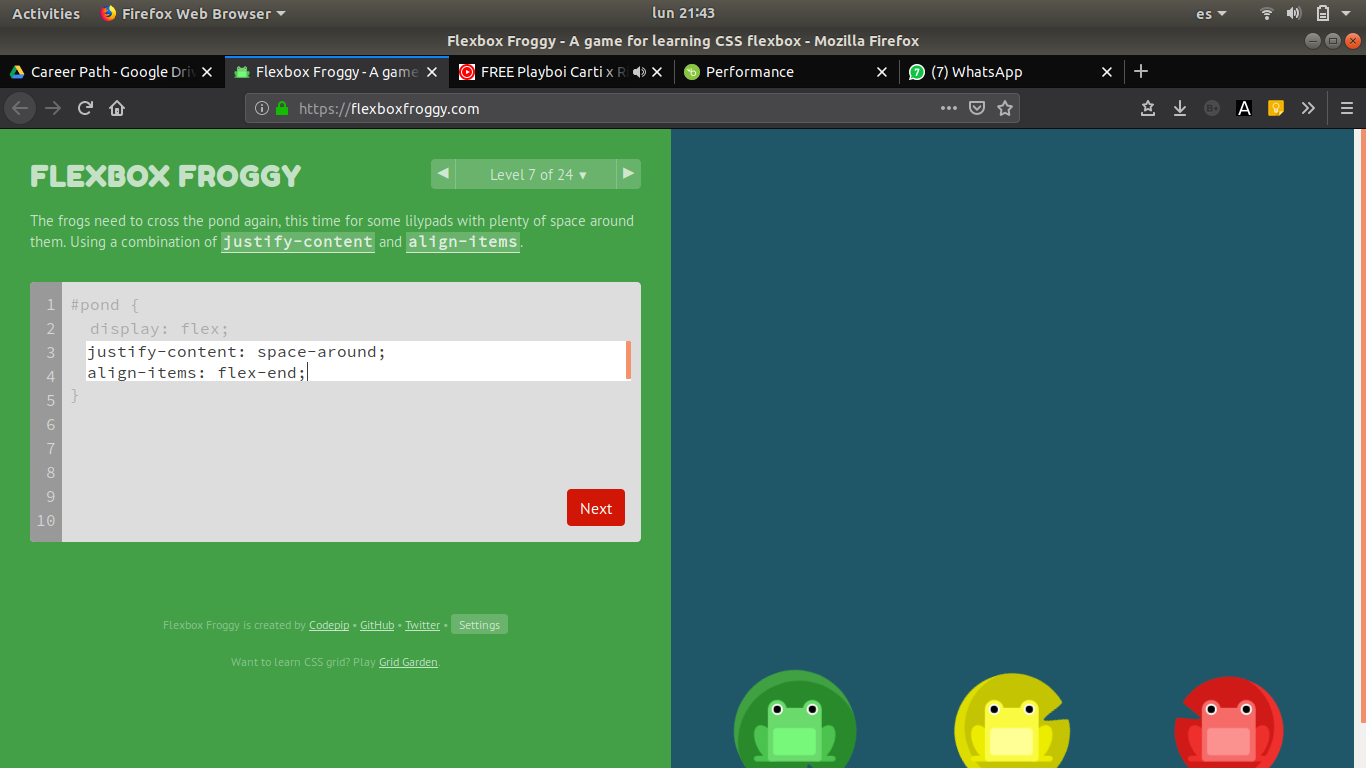 Activities Firefox Web Browser lun 21:43 es
Flexbox Froggy - A game for learning CSS flexbox - Mozilla Firefox
Career Path - Google Dri Flexbox Froggy - A game FREE Playboi Carti x Performance (7) WhatsApp
https://flexboxfroggy.com
FLEXBOX FROGGY Level 7 of 24
The frogs need to cross the pond again, this time for some lilypads with plenty of space around
them. Using a combination of justify-content and align-items.
1 #pond {
2 display: flex;
3 justify-content: space-around;
4 align-items: flex-end;
5 }
6
7
8
9
10
Next
Flexbox Froggy is created by Codepip • GitHub • Twitter • Settings
Want to learn CSS grid? Play Grid Garden.